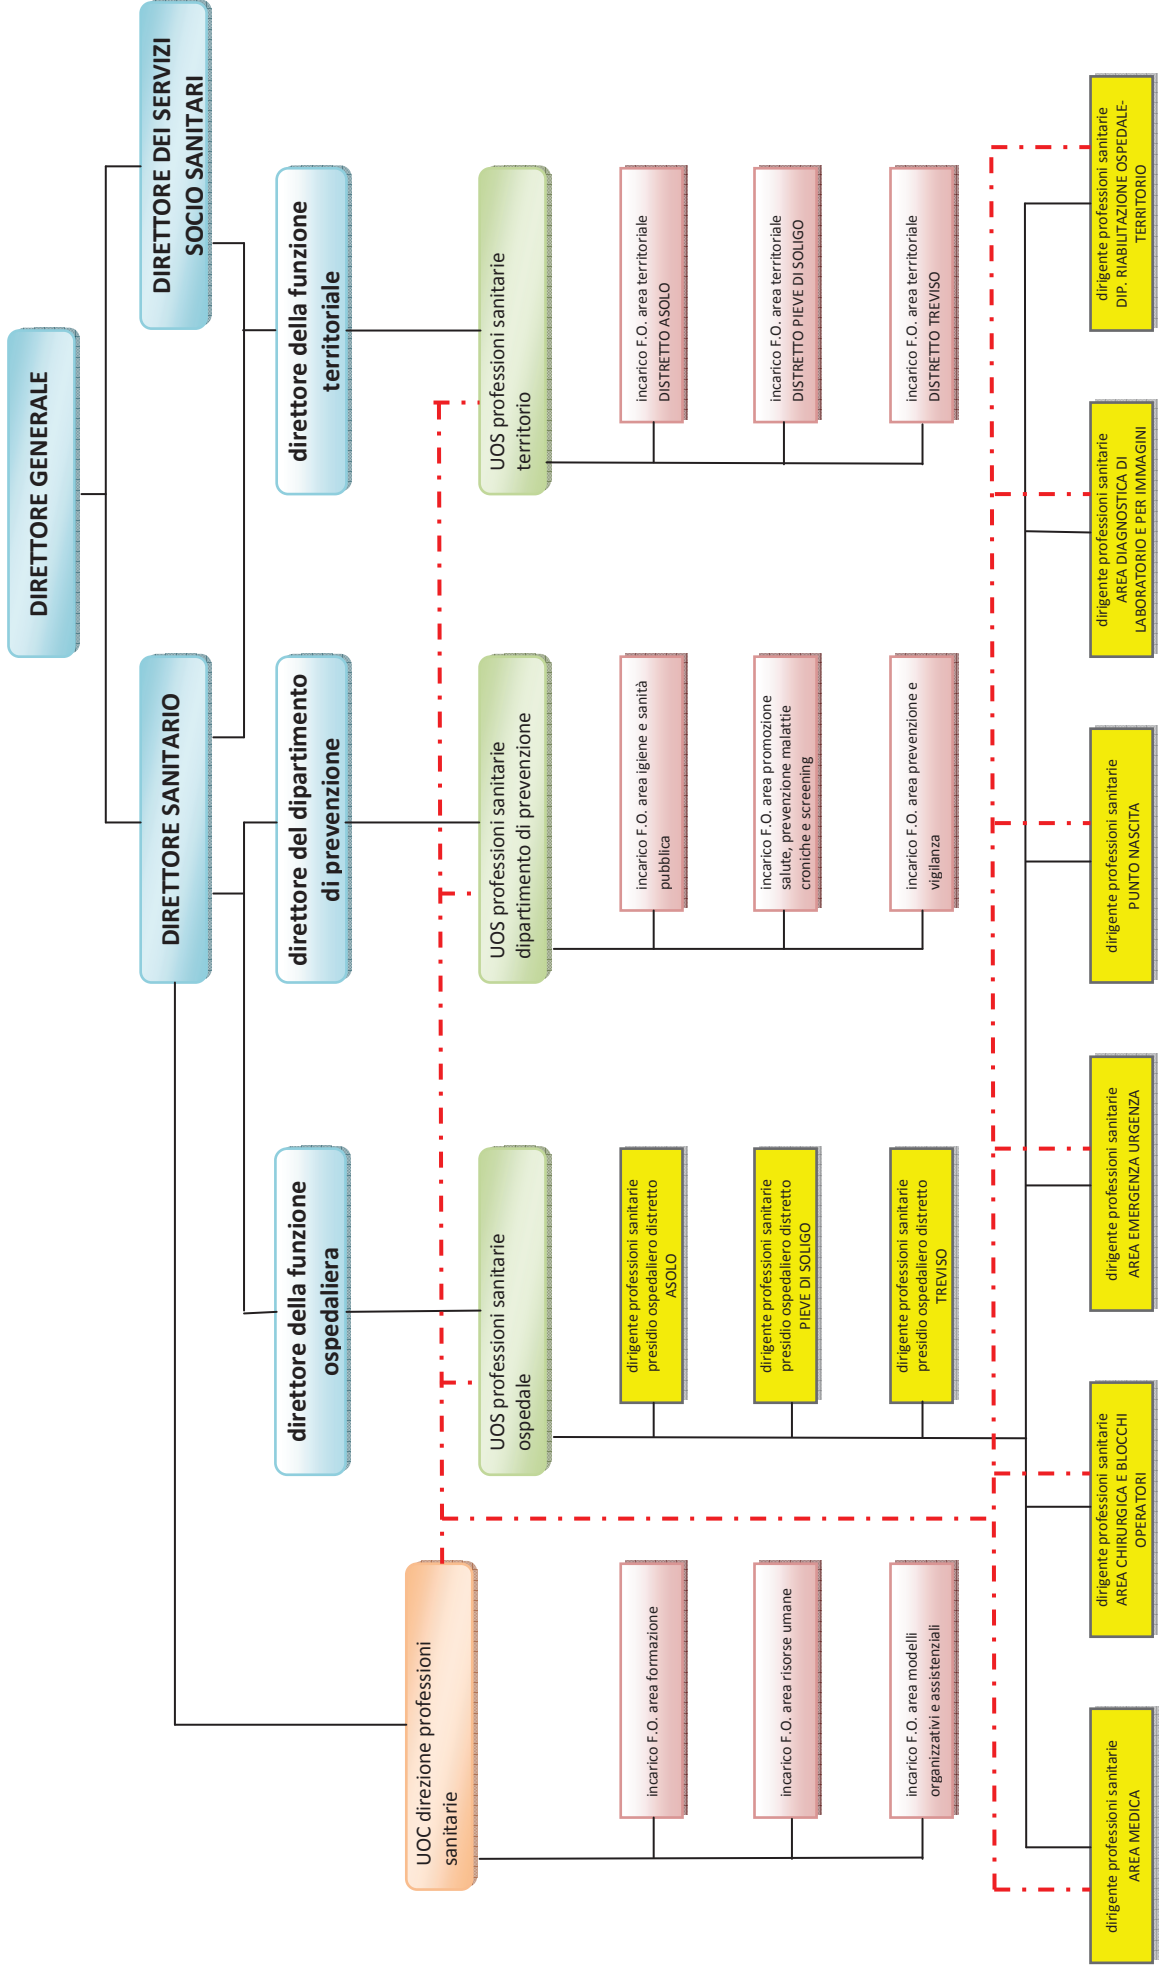 DIRETTORE GENERALE
DIRETTORE SANITARIO
DIRETTORE DEI SERVIZI
SOCIO SANITARI
direttore della funzione
ospedaliera
direttore del dipartimento
di prevenzione
direttore della funzione
territoriale
UOC direzione professioni
sanitarie
UOS professioni sanitarie
ospedale
UOS professioni sanitarie
dipartimento di prevenzione
UOS professioni sanitarie
territorio
incarico F.O. area formazione
dirigente professioni sanitarie
presidio ospedaliero distretto
ASOLO
incarico F.O. area igiene e sanità
pubblica
incarico F.O. area territoriale
DISTRETTO ASOLO
incarico F.O. area risorse umane
dirigente professioni sanitarie
presidio ospedaliero distretto
PIEVE DI SOLIGO
incarico F.O. area promozione
salute, prevenzione malattie
croniche e screening
incarico F.O. area territoriale
DISTRETTO PIEVE DI SOLIGO
incarico F.O. area modelli
organizzativi e assistenziali
dirigente professioni sanitarie
presidio ospedaliero distretto
TREVISO
incarico F.O. area prevenzione e
vigilanza
incarico F.O. area territoriale
DISTRETTO TREVISO
dirigente professioni sanitarie
AREA MEDICA
dirigente professioni sanitarie
AREA CHIRURGICA E BLOCCHI
OPERATORI
dirigente professioni sanitarie
AREA EMERGENZA URGENZA
dirigente professioni sanitarie
PUNTO NASCITA
dirigente professioni sanitarie
AREA DIAGNOSTICA DI
LABORATORIO E PER IMMAGINI
dirigente professioni sanitarie
DIP. RIABILITAZIONE OSPEDALE-
TERRITORIO